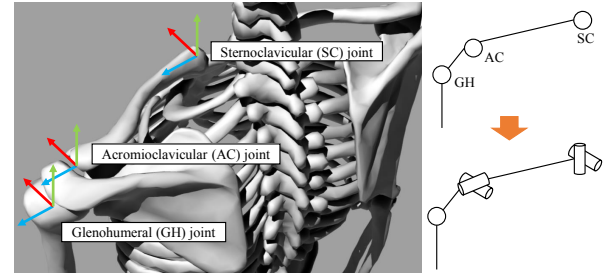 Sternoclavicular (SC) joint
Acromioclavicular (AC) joint
Glenohumeral (GH) joint
SC
AC
GH